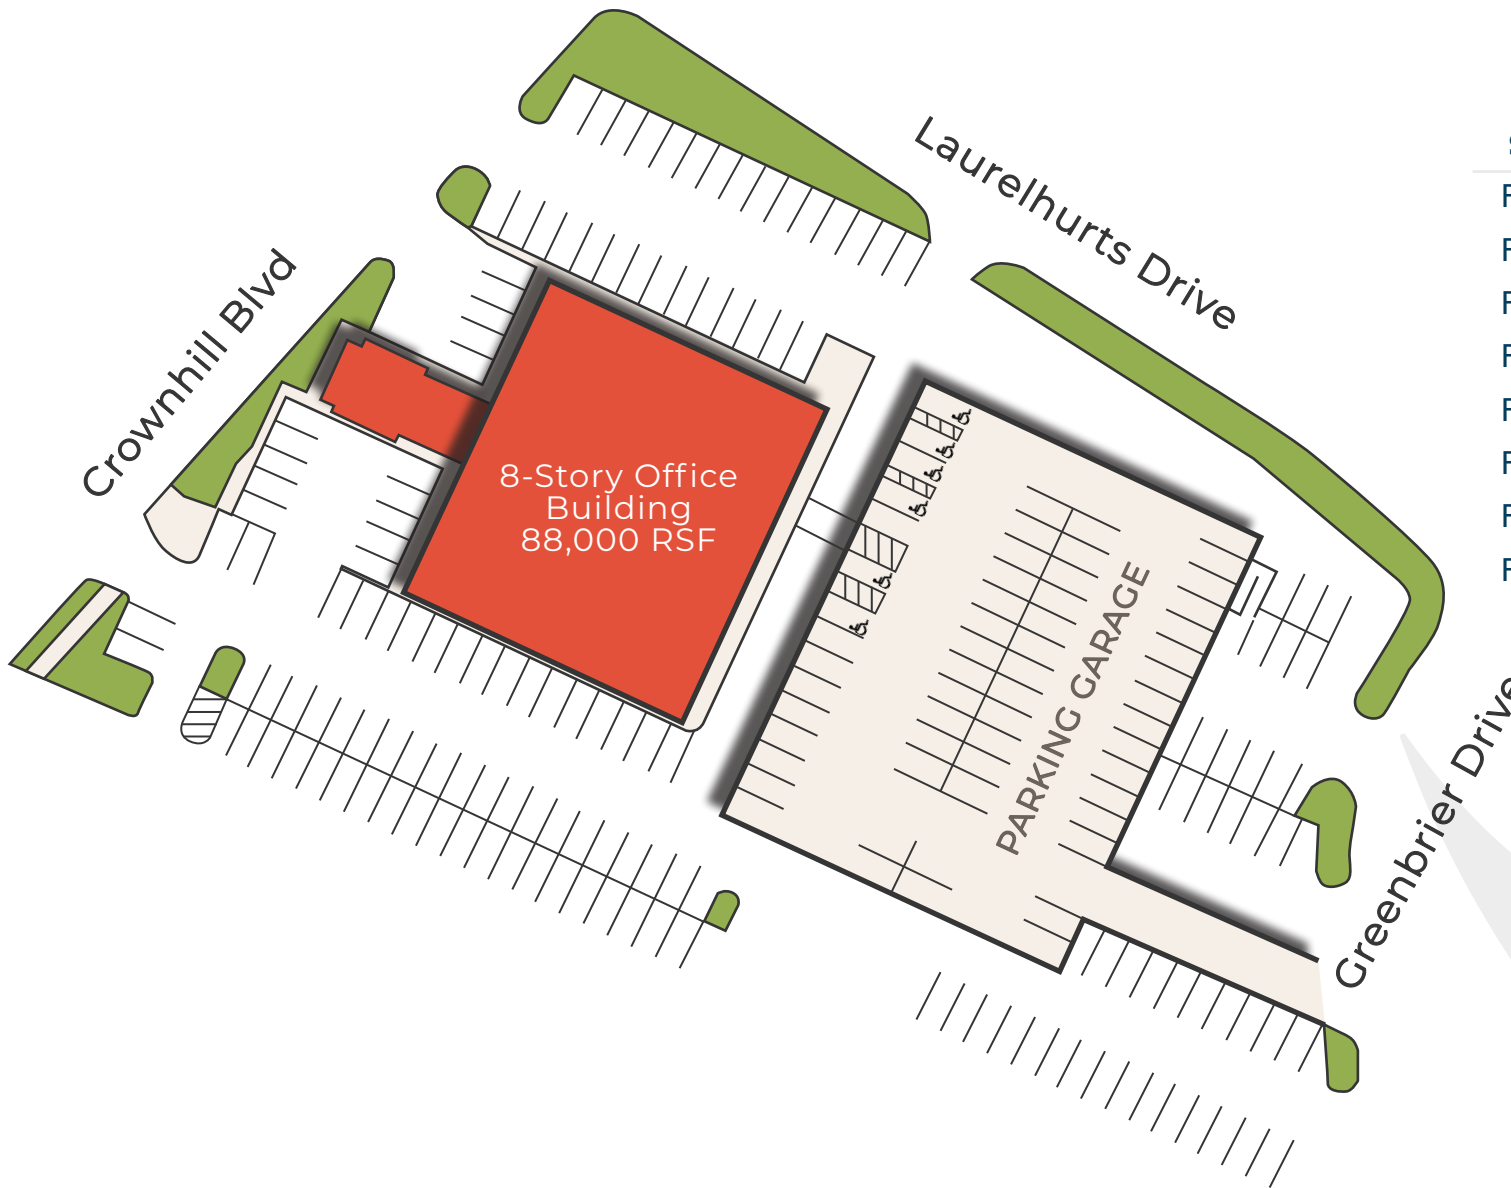 Laurelhurts Drive
Crownhill Blvd
8-Story Office
Building
88,000 RSF
PARKING GARAGE
Greenbrier Drive